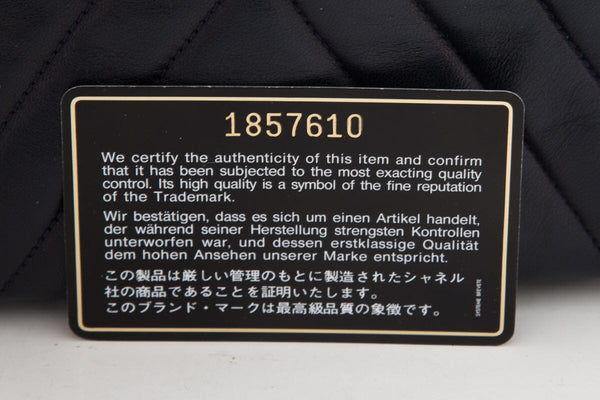 1857610
We certify the authenticity of this item and confirm
that it has been subjected to the most exacting quality
control. Its high quality is a symbol of the fine reputation
of the Trademark.
Wir bestätigen, dass es sich um einen Artikel handelt,
der während seiner Herstellung strengsten Kontrollen
unterworfen war, und dessen erstklassige Qualität
dem hohen Ansehen unserer Marke entspricht.
この製品は厳しい管理のもとに製造されたシャネル
社の商品であることを証明いたします。
このブランド・マークは最高級品質の象徴です。
SYSTEME BREVETE